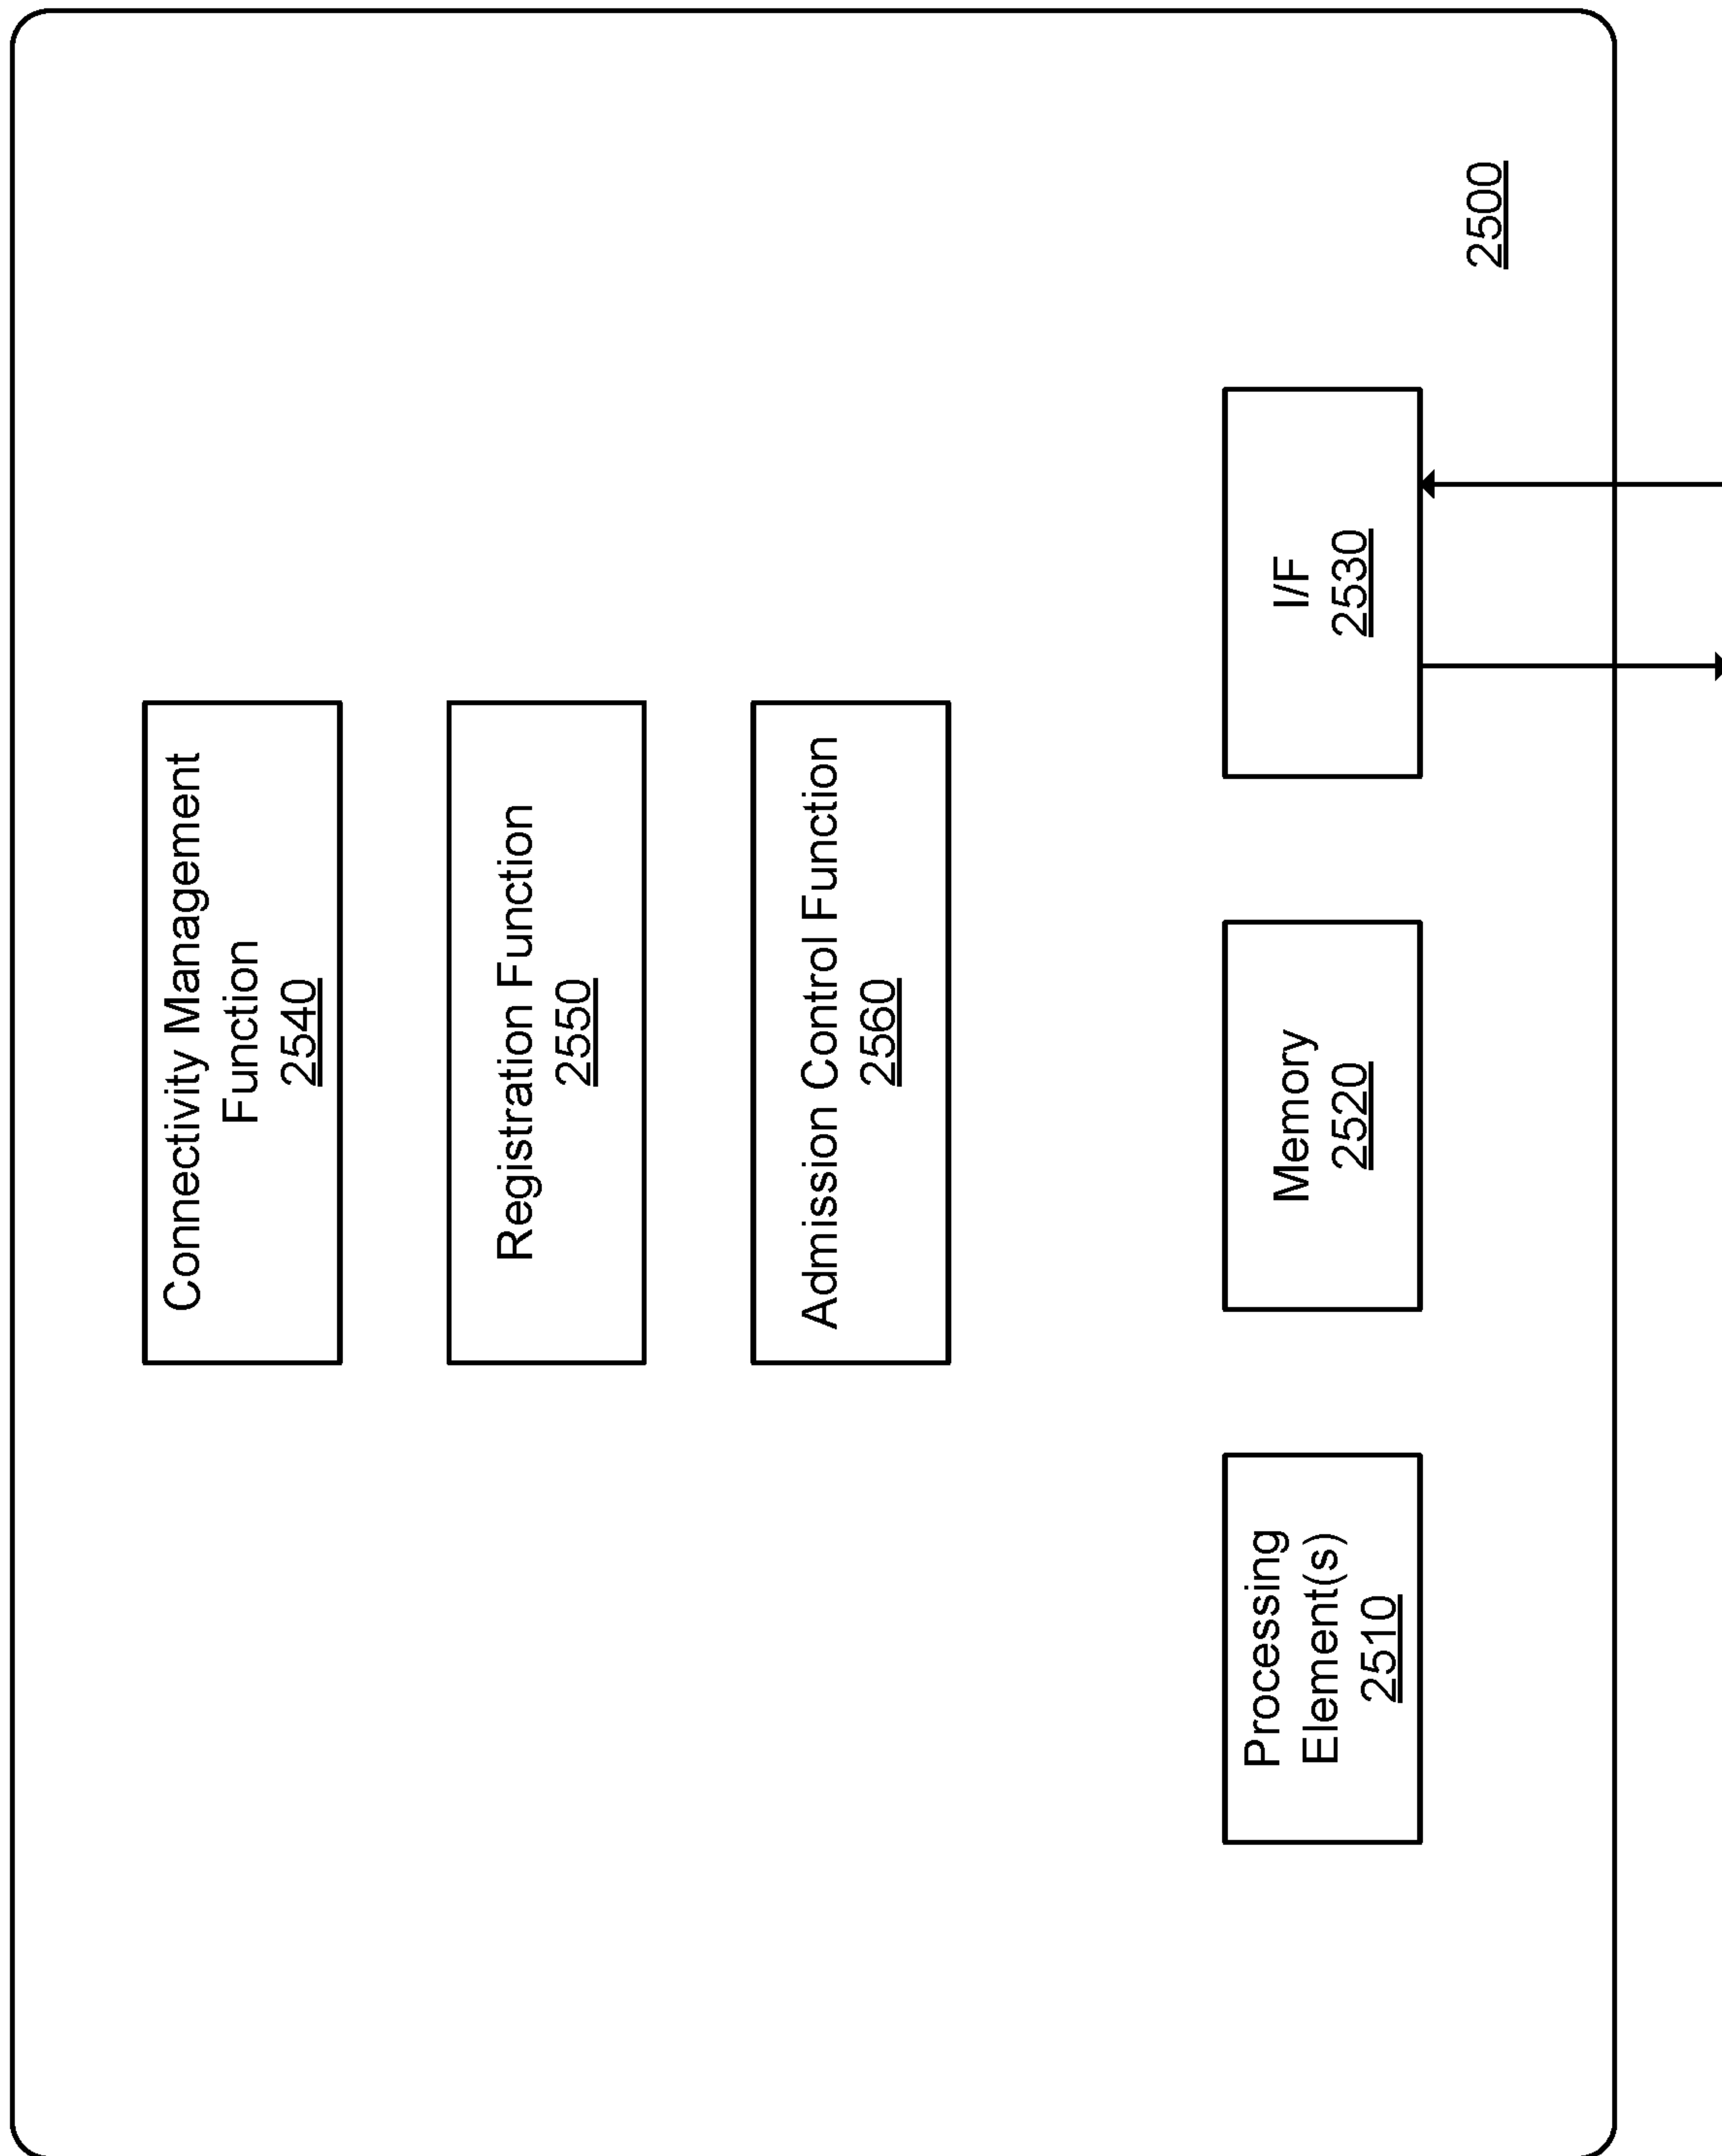 Connectivity Management
Function
2540
Registration Function
2550
Admission Control Function
2560
Processing
Element(s)
2510
Memory
2520
I/F
2530
2500